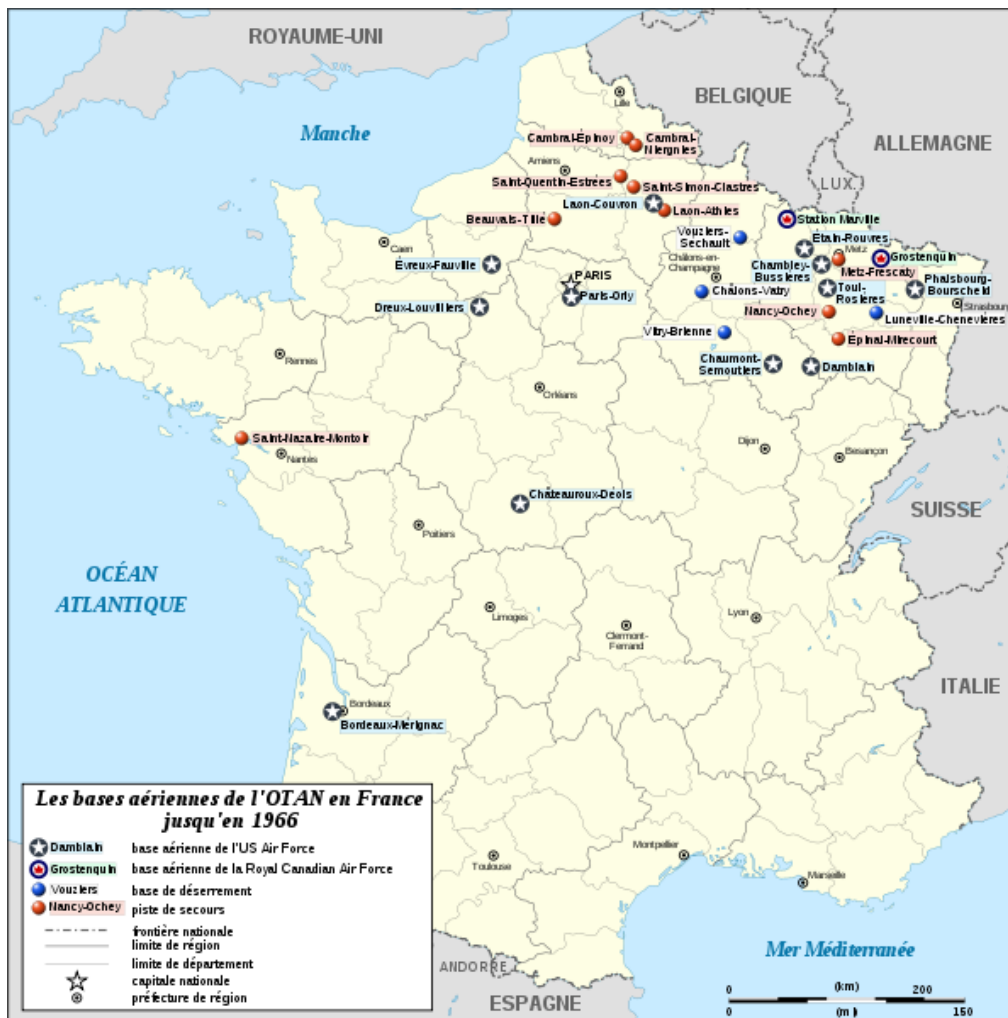 ROYAUME-UNI
BELGIQUE
ALLEMAGNE
LUX.
Manche
Lille
Cambrai-Épinoy
Cambrai-
Niergnies
Amiens
Saint-Quentin-Estrées
Saint-Simon-Clastres
Laon-Couvron
Laon-Athies
Beauvais-Tillé
Station Marville
Vouziers-
Sechault
Étain-Rouvres
Metz
Grostenquin
Caen
Évreux-Fauville
Châlons-en-
Champagne
Chambley-
Bussières
Metz-Frescaty
PARIS
Paris-Orly
Châlons-Vatry
Toul-
Rosières
Phalsbourg-
Bourscheid
Strasbourg
Dreux-Louvilliers
Nancy-Ochey
Luneville-Chenevières
Vitry-Brienne
Épinal-Mirecourt
Rennes
Chaumont-
Semoutiers
Damblain
Orléans
Saint-Nazaire-Montoir
Nantes
Dijon
Besançon
Châteauroux-Déols
SUISSE
Poitiers
OCÉAN
ATLANTIQUE
Limoges
Clermont-
Ferrand
Lyon
ITALIE
Bordeaux
Bordeaux-Mérignac
Les bases aériennes de l'OTAN en France
jusqu'en 1966
Damblain base aérienne de l'US Air Force
Grostenquin base aérienne de la Royal Canadian Air Force
Vouziers base de déserrement
Nancy-Ochey piste de secours
frontière nationale
limite de région
limite de département
capitale nationale
préfecture de région
Toulouse
Montpellier
Marseille
Mer Méditerranée
ANDORRE
ESPAGNE
0 (km) 200
0 (m) 150